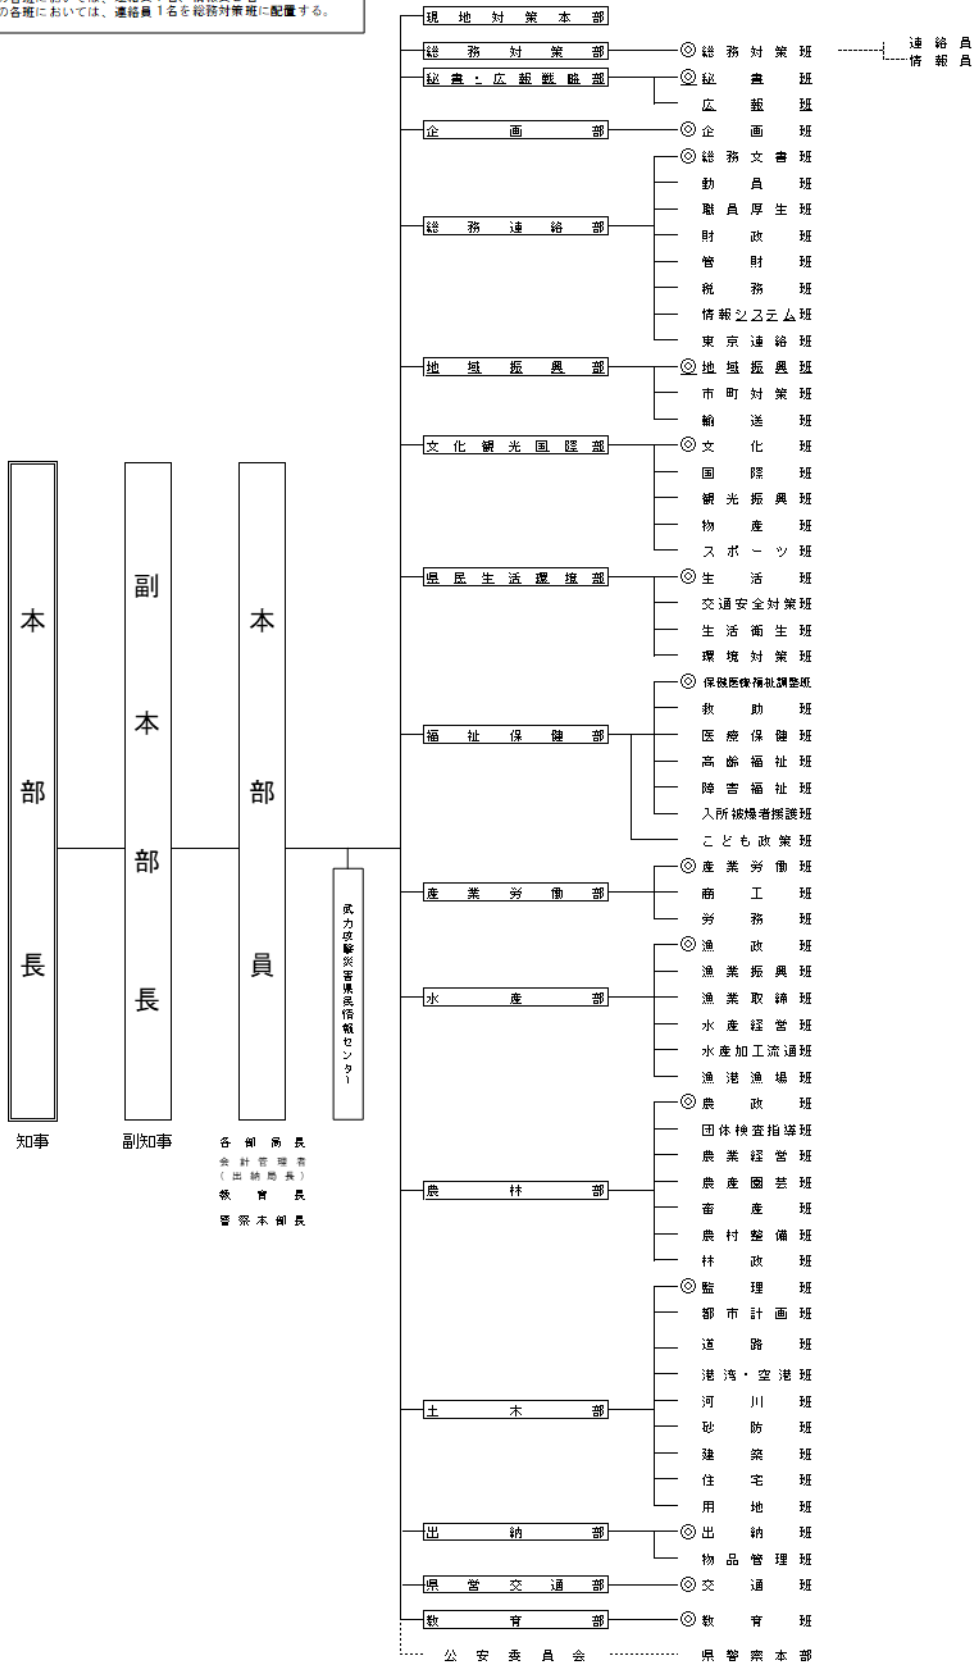 の各班においては、連絡員1名を総務対策班に配置する。
現地対策本部
総務対策部 ◎総務対策班 連絡員
情報員
秘書・広報戦略部 ◎秘書班
広報班
企画部 ◎企画班
◎総務文書班
動員班
職員厚生班
総務連絡部
財政班
管財班
税務班
情報システム班
東京連絡班
地域振興部 ◎地域振興班
市町対策班
輸送班
文化観光国際部 ◎文化班
国際班
観光振興班
物産班
スポーツ班
県民生活環境部 ◎生活班
交通安全対策班
生活衛生班
環境対策班
◎保健医療福祉調整班
救助班
福祉保健部 医療保健班
高齢福祉班
障害福祉班
入所被爆者援護班
こども政策班
◎産業労働班
産業労働部 商工班
労務班
◎漁政班
漁業振興班
水産部 漁業取締班
水産経営班
水産加工流通班
漁港漁場班
◎農政班
団体検査指導班
農業経営班
農林部 農産園芸班
畜産班
農村整備班
林政班
◎監理班
都市計画班
道路班
港湾・空港班
土木部 河川班
砂防班
建築班
住宅班
用地班
出納部 ◎出納班
物品管理班
県営交通部 ◎交通班
教育部 ◎教育班
公安委員会 県警察本部
本部長
知事
副本部長
副知事
本部員
各部局長
会計管理者
(出納局長)
教育長
警察本部長
武力攻撃災害県民情報センター